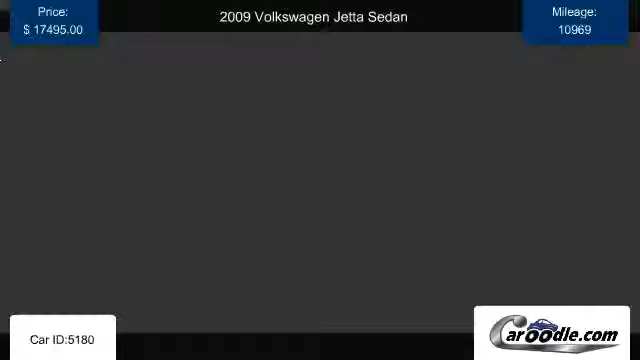 Price:
$ 17495.00
2009 Volkswagen Jetta Sedan
Mileage:
10969
Car ID:5180
Caroodle.com